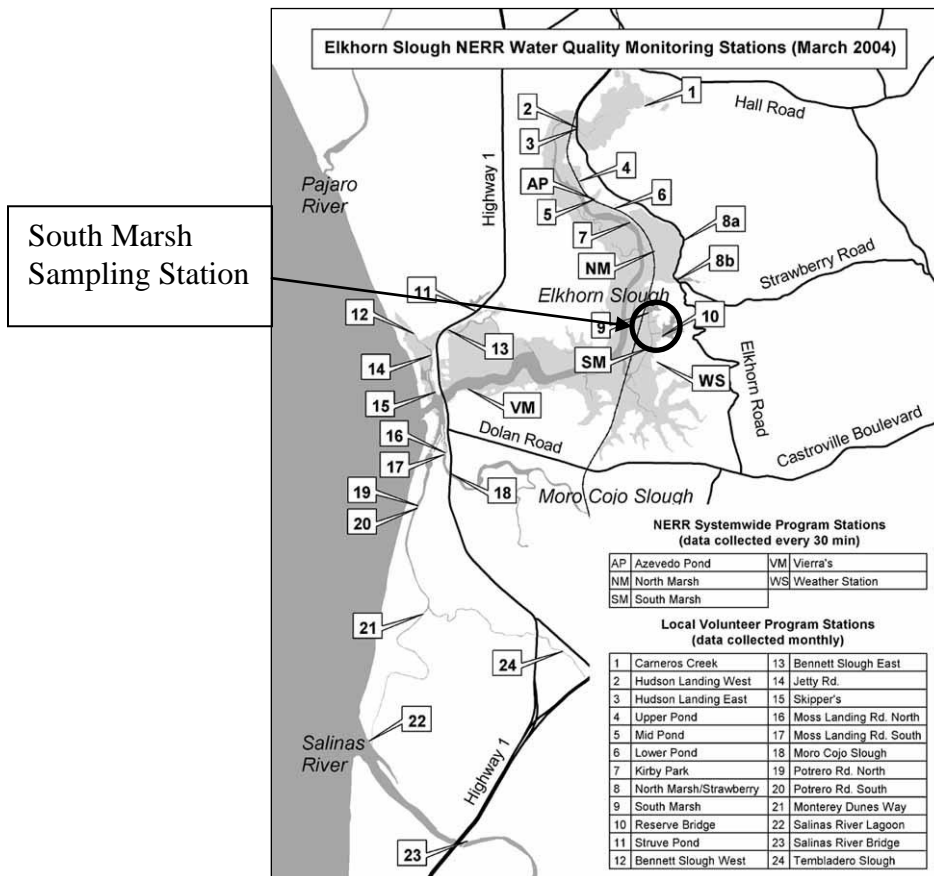 Elkhorn Slough NERR Water Quality Monitoring Stations (March 2004)
1
Hall Road
2
3
Highway 1
4
AP
Pajaro
River
6
5
8a
South Marsh
Sampling Station
7
8b
NM
Strawberry Road
Elkhorn Slough
11
12
9
10
13
14
SM
WS
Elkhorn Road
15
VM
Dolan Road
Castroville Boulevard
16
17
18
Moro Cojo Slough
19
20
NERR Systemwide Program Stations
(data collected every 30 min)
AP Azevedo Pond VM Vierra's
NM North Marsh WS Weather Station
SM South Marsh
21
Local Volunteer Program Stations
(data collected monthly)
24
1 Carneros Creek 13 Bennett Slough East
2 Hudson Landing West 14 Jetty Rd.
3 Hudson Landing East 15 Skipper's
4 Upper Pond 16 Moss Landing Rd. North
5 Mid Pond 17 Moss Landing Rd. South
6 Lower Pond 18 Moro Cojo Slough
7 Kirby Park 19 Potrero Rd. North
8 North Marsh/Strawberry 20 Potrero Rd. South
9 South Marsh 21 Monterey Dunes Way
10 Reserve Bridge 22 Salinas River Lagoon
11 Struve Pond 23 Salinas River Bridge
12 Bennett Slough West 24 Tembladero Slough
22
Salinas
River
Highway 1
23